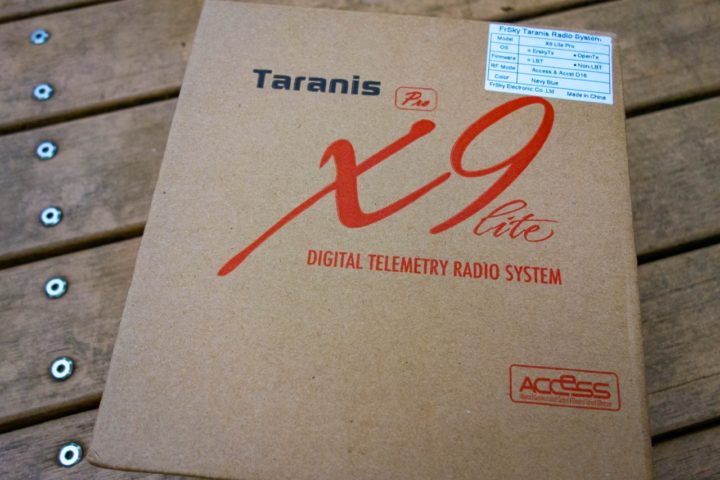 FrSky Taranis Radio System
Model X9 Lite Pro
OS ErskyTx OpenTx
Firmware LBT Non LBT
RF Mode Access & Accst D16
Color Navy Blue
FrSky Electronic Co.,Ltd Made in China
Taranis
Pro
X9
lite
DIGITAL TELEMETRY RADIO SYSTEM
ACCESS